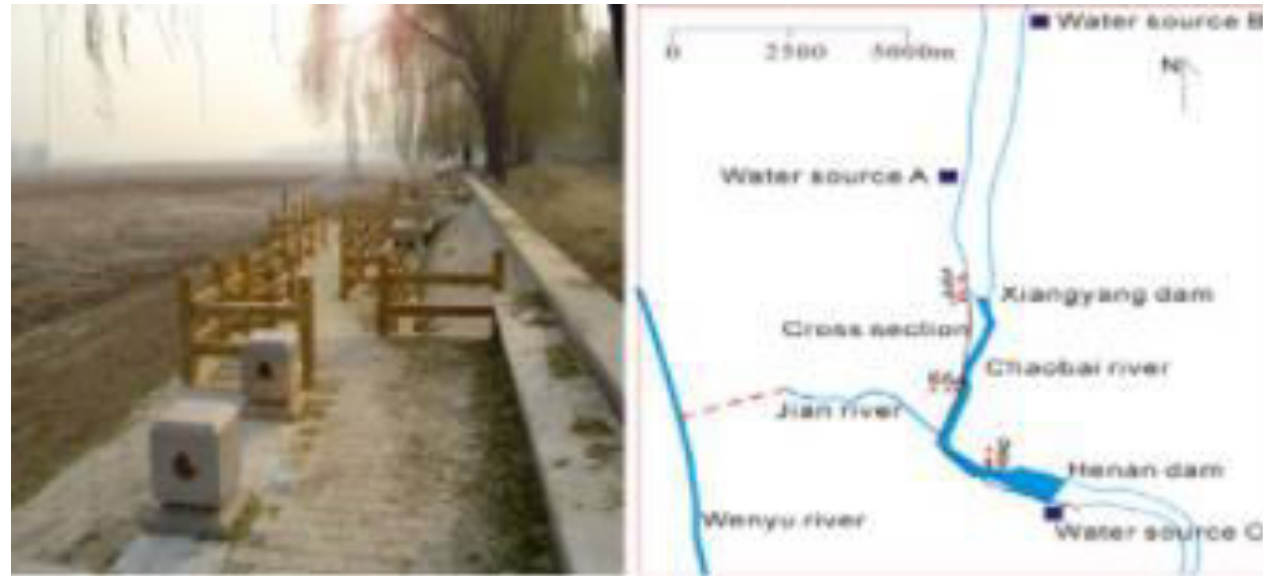 Water source B
0 2500 5000m
N
Water source A
Xiangyang dam
Cross section
Chaobai river
Jian river
Henan dam
Wenyu river
Water source C